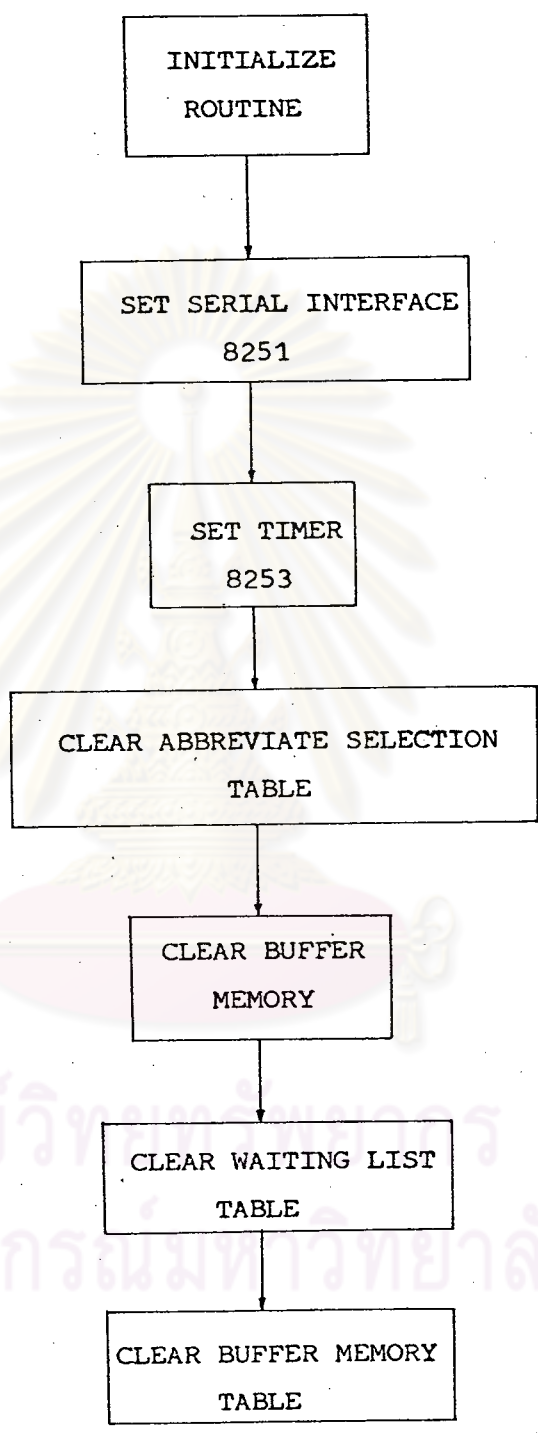 INITIALIZE
ROUTINE
SET SERIAL INTERFACE
8251
SET TIMER
8253
CLEAR ABBREVIATE SELECTION
TABLE
CLEAR BUFFER
MEMORY
CLEAR WAITING LIST
TABLE
CLEAR BUFFER MEMORY
TABLE